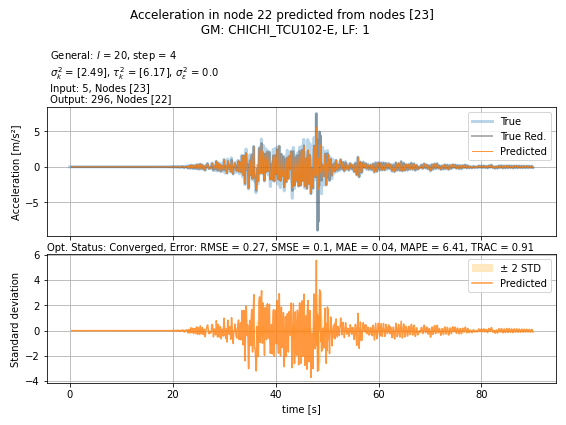 Acceleration in node 22 predicted from nodes [23]
GM: CHICHI_TCU102-E, LF: 1
General: l = 20, step = 4
σ²ₖ = [2.49], τ²ₖ = [6.17], σ²ε = 0.0
Input: 5, Nodes [23]
Output: 296, Nodes [22]
Acceleration [m/s²]
5
0
−5
True
True Red.
Predicted
Opt. Status: Converged, Error: RMSE = 0.27, SMSE = 0.1, MAE = 0.04, MAPE = 6.41, TRAC = 0.91
Standard deviation
6
4
2
0
−2
−4
± 2 STD
Predicted
0 20 40 60 80
time [s]